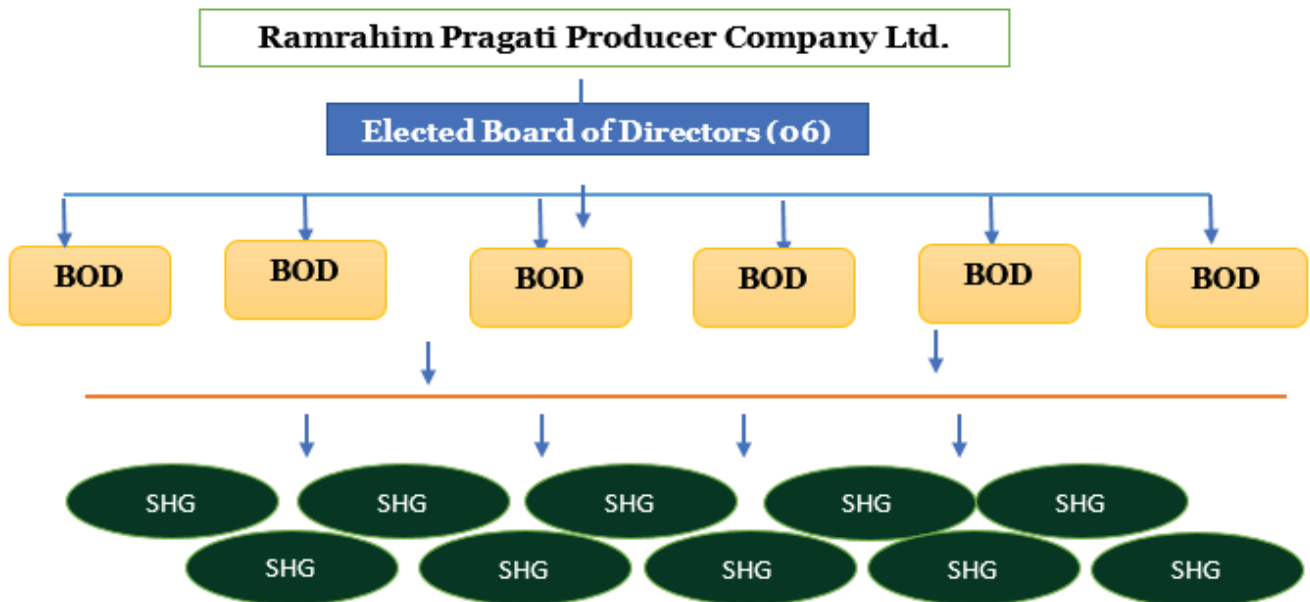 Ramrahim Pragati Producer Company Ltd.
Elected Board of Directors (06)
BOD
BOD
BOD
BOD
BOD
BOD
SHG
SHG
SHG
SHG
SHG
SHG
SHG
SHG
SHG
SHG